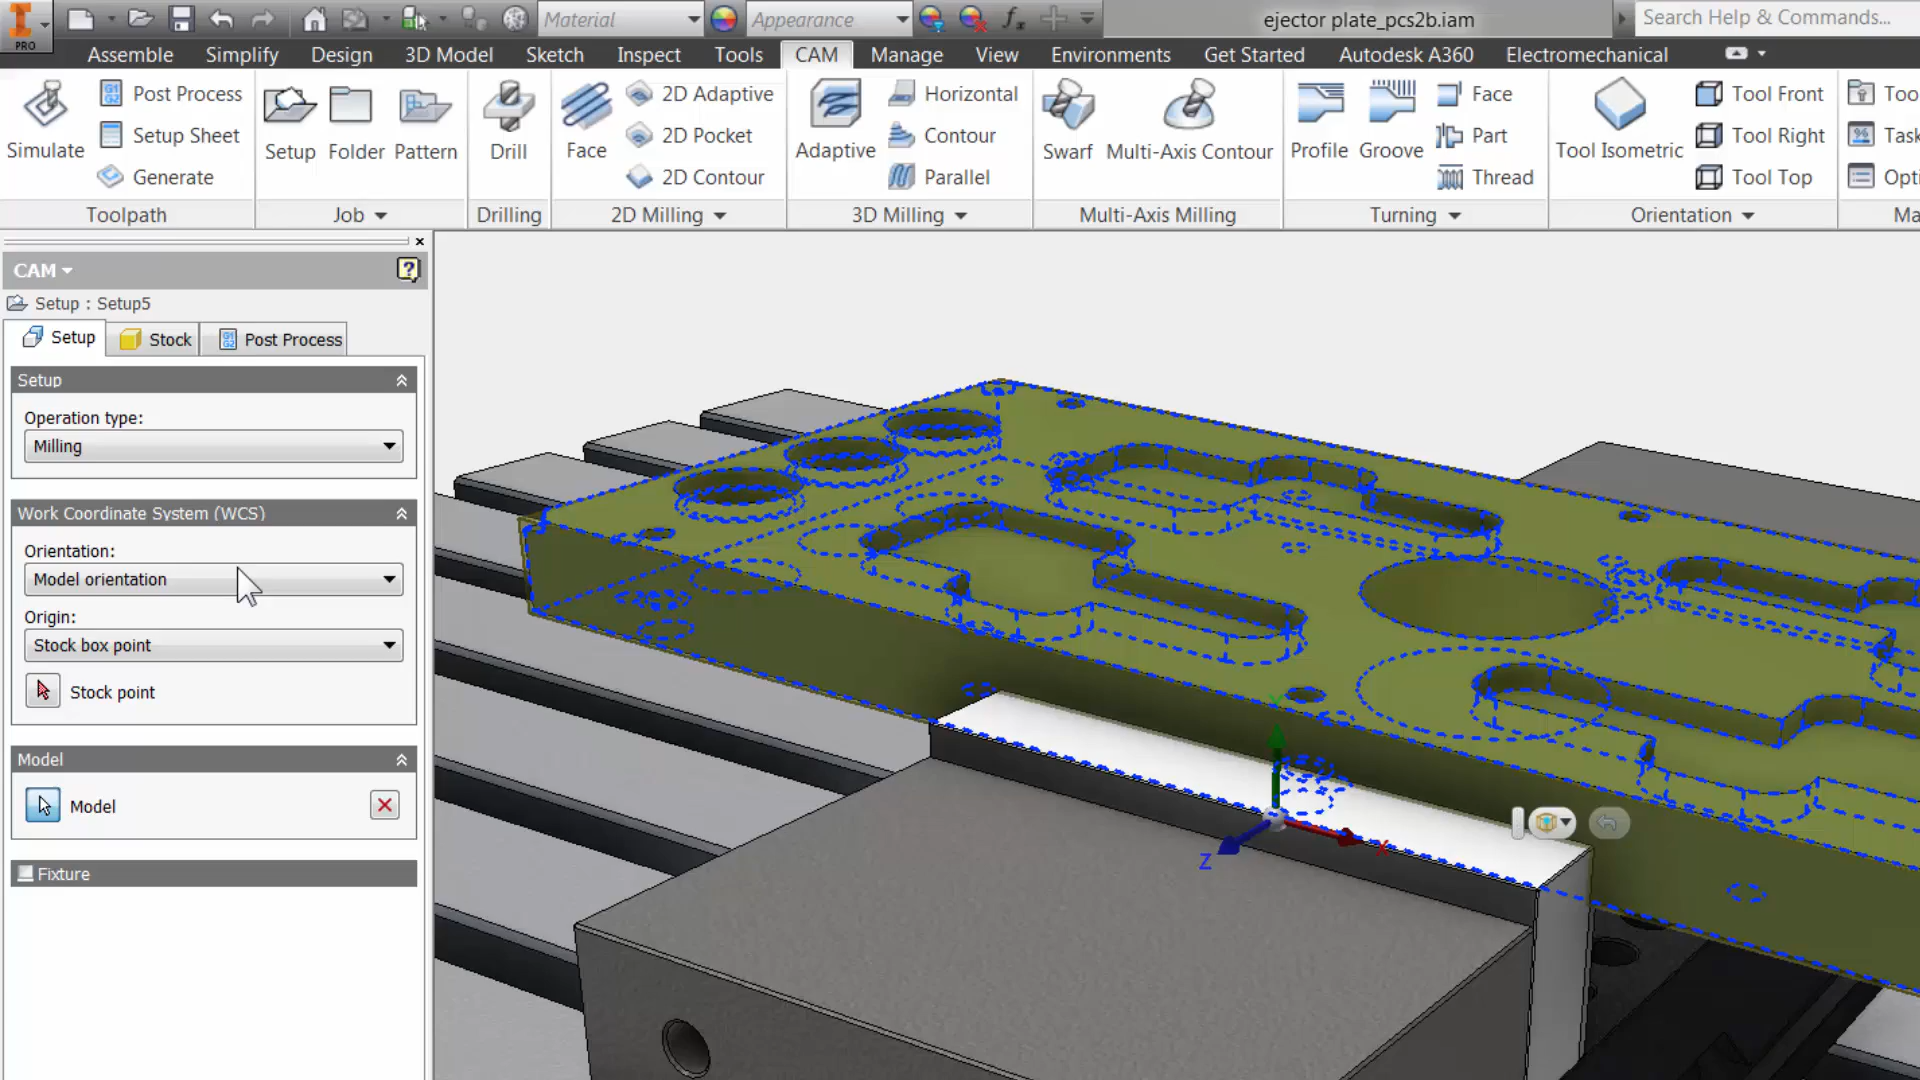 PRO
Material
Appearance
fx
ejector plate_pcs2b.iam
Search Help & Commands...
Assemble Simplify Design 3D Model Sketch Inspect Tools CAM Manage View Environments Get Started Autodesk A360 Electromechanical
Simulate
Post Process
Setup Sheet
Generate
Toolpath
Setup Folder Pattern
Job
Drill
Drilling
Face
2D Adaptive
2D Pocket
2D Contour
2D Milling
Adaptive
Horizontal
Contour
Parallel
3D Milling
Swarf Multi-Axis Contour
Multi-Axis Milling
Profile Groove
Face
Part
Thread
Turning
Tool Isometric
Tool Front
Tool Right
Tool Top
Orientation
Too
Task
Opti
Ma
CAM
Setup : Setup5
Setup Stock Post Process
Setup
Operation type:
Milling
Work Coordinate System (WCS)
Orientation:
Model orientation
Origin:
Stock box point
Stock point
Model
Model
Fixture
Y
X
Z